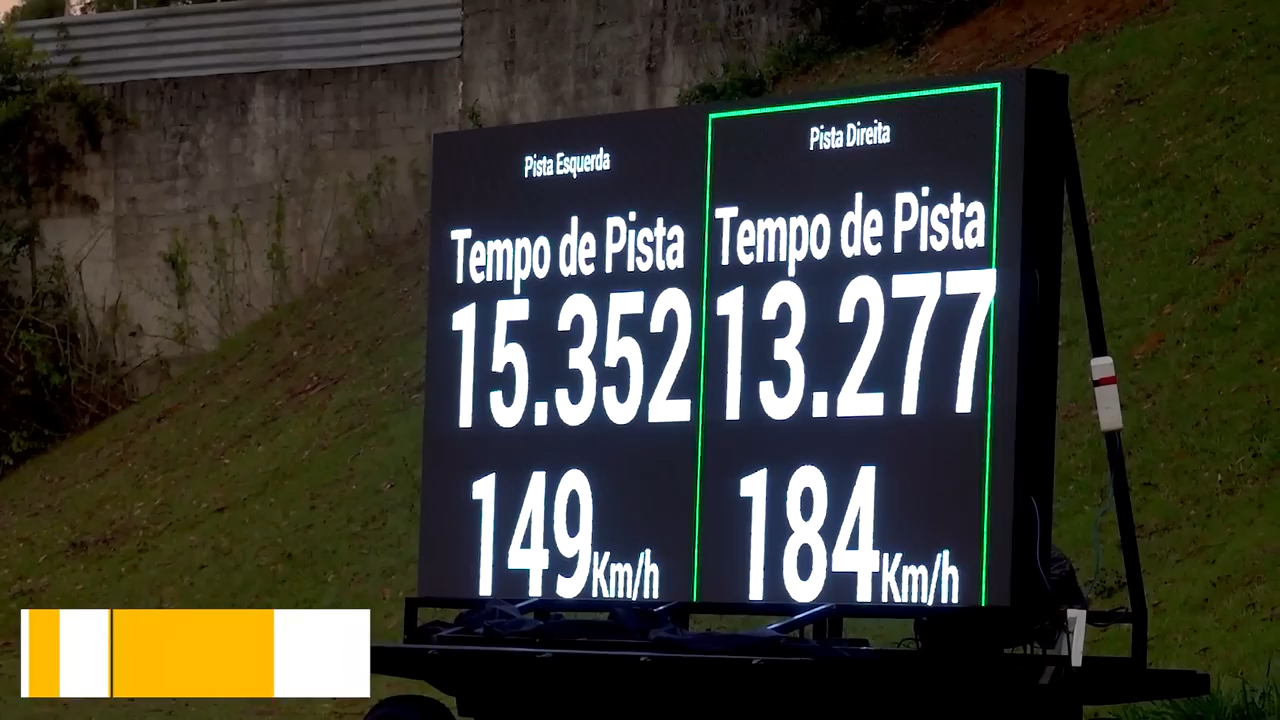 Pista Esquerda
Tempo de Pista
15.352
149Km/h
Pista Direita
Tempo de Pista
13.277
184Km/h